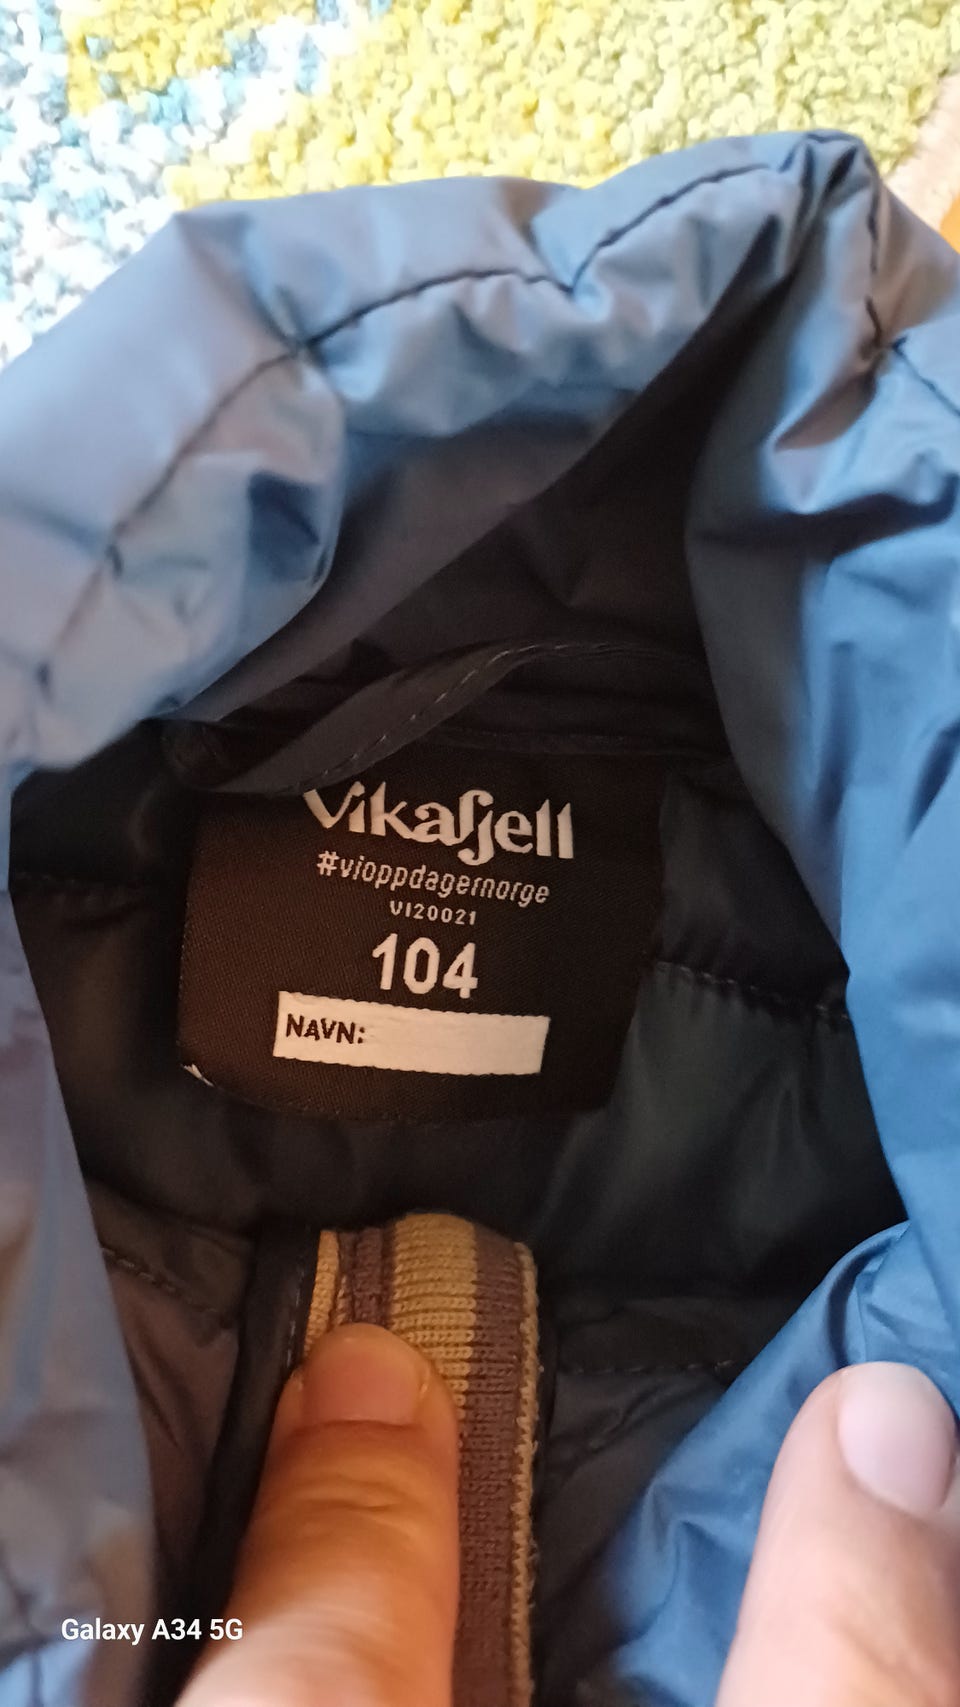 Vikafjell
#vioppdagernorge
VI20021
104
NAVN:
Galaxy A34 5G